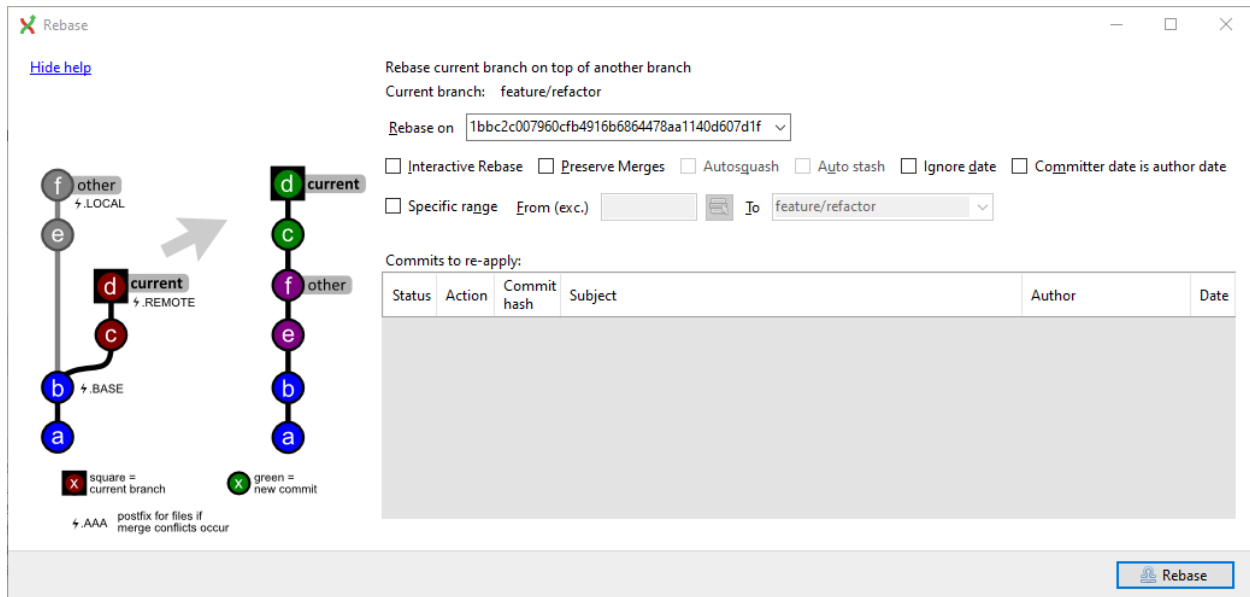 Rebase
Hide help
Rebase current branch on top of another branch
Current branch: feature/refactor
Rebase on 1bbc2c007960cfb4916b6864478aa1140d607d1f
Interactive Rebase Preserve Merges Autosquash Auto stash Ignore date Committer date is author date
Specific range From (exc.) To feature/refactor
Commits to re-apply:
Status Action Commit hash Subject Author Date
f other
⚡.LOCAL
e
d current
⚡.REMOTE
c
b ⚡.BASE
a
d current
c
f other
e
b
a
x square =
current branch
x green =
new commit
⚡.AAA postfix for files if
merge conflicts occur
Rebase